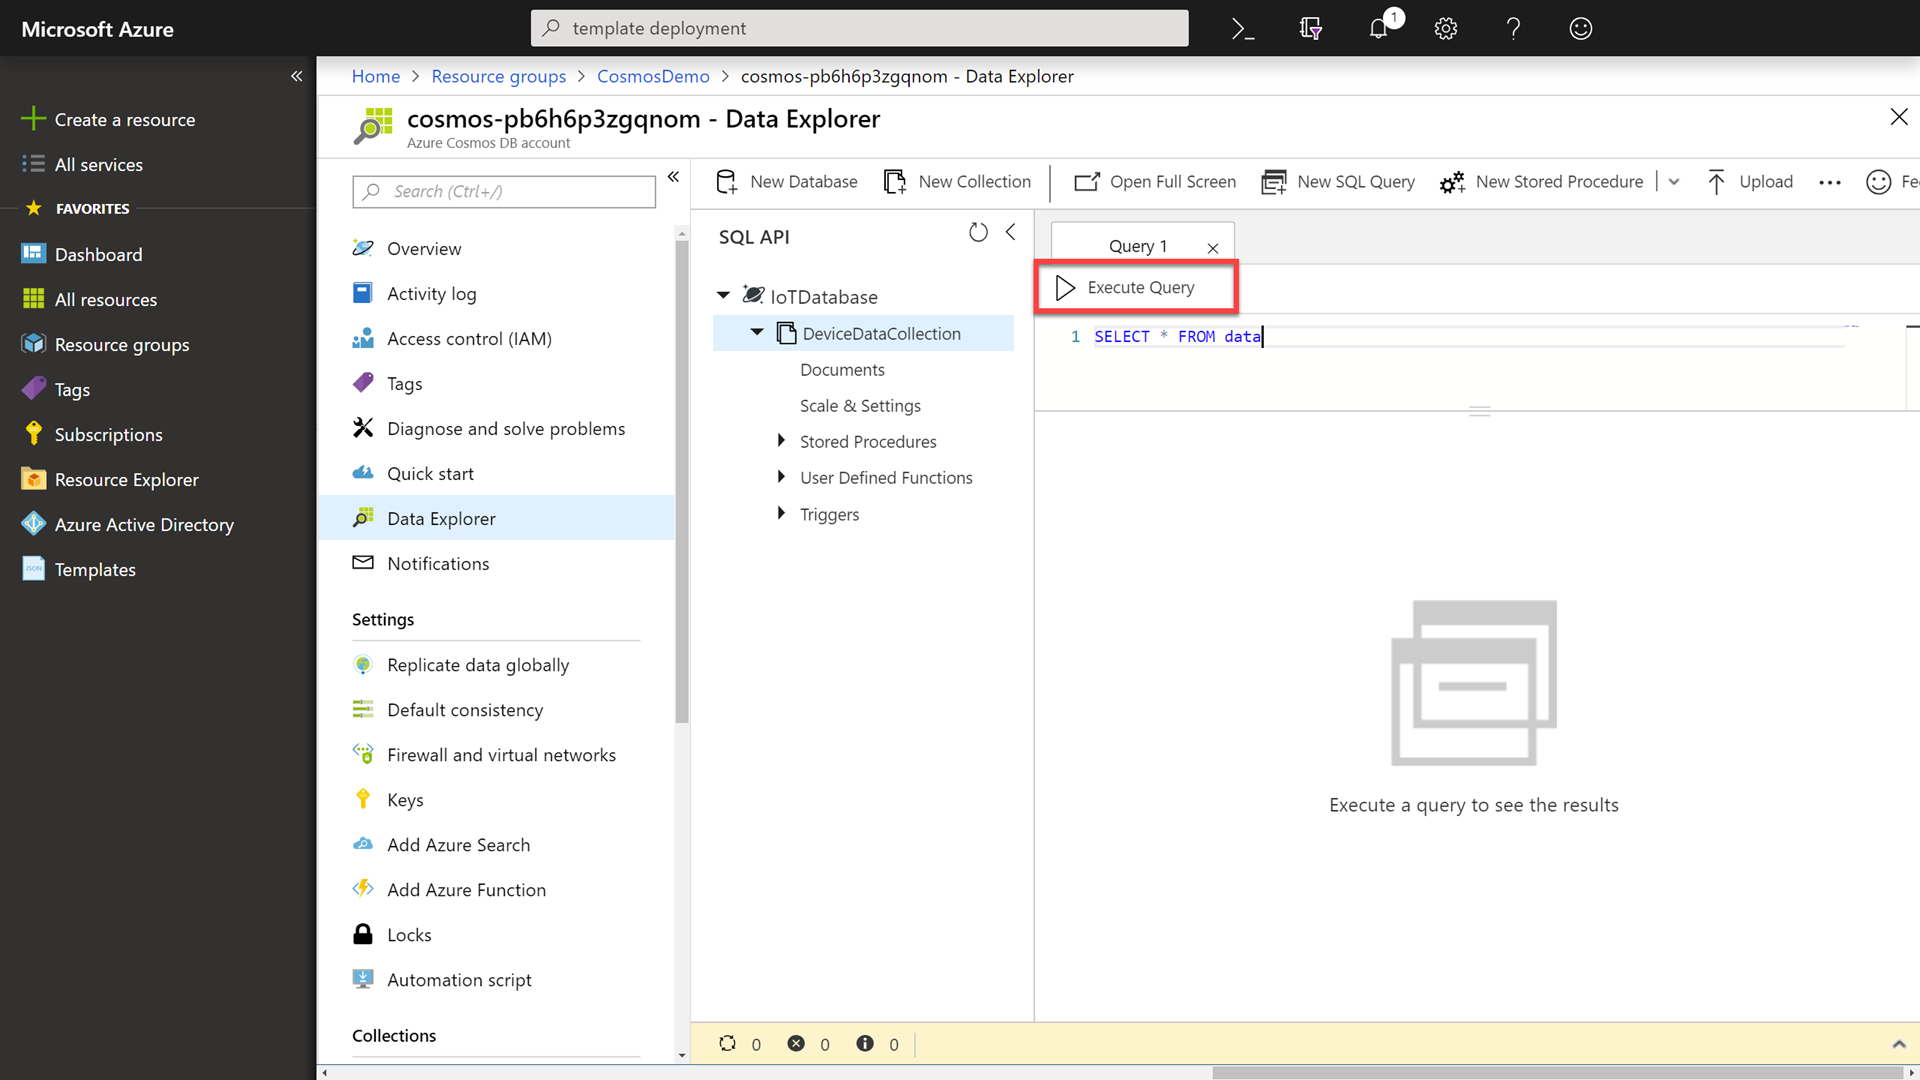 Microsoft Azure
template deployment
1
Home > Resource groups > CosmosDemo > cosmos-pb6h6p3zgqnom - Data Explorer
cosmos-pb6h6p3zgqnom - Data Explorer
Azure Cosmos DB account
Create a resource
All services
FAVORITES
Dashboard
All resources
Resource groups
Tags
Subscriptions
Resource Explorer
Azure Active Directory
JSON
Templates
Search (Ctrl+/)
Overview
Activity log
Access control (IAM)
Tags
Diagnose and solve problems
Quick start
Data Explorer
Notifications
Settings
Replicate data globally
Default consistency
Firewall and virtual networks
Keys
Add Azure Search
Add Azure Function
Locks
Automation script
Collections
New Database
New Collection
Open Full Screen
New SQL Query
New Stored Procedure
Upload
Fe
SQL API
IoTDatabase
DeviceDataCollection
Documents
Scale & Settings
Stored Procedures
User Defined Functions
Triggers
Query 1
Execute Query
1 SELECT * FROM data
Execute a query to see the results
0 0 0